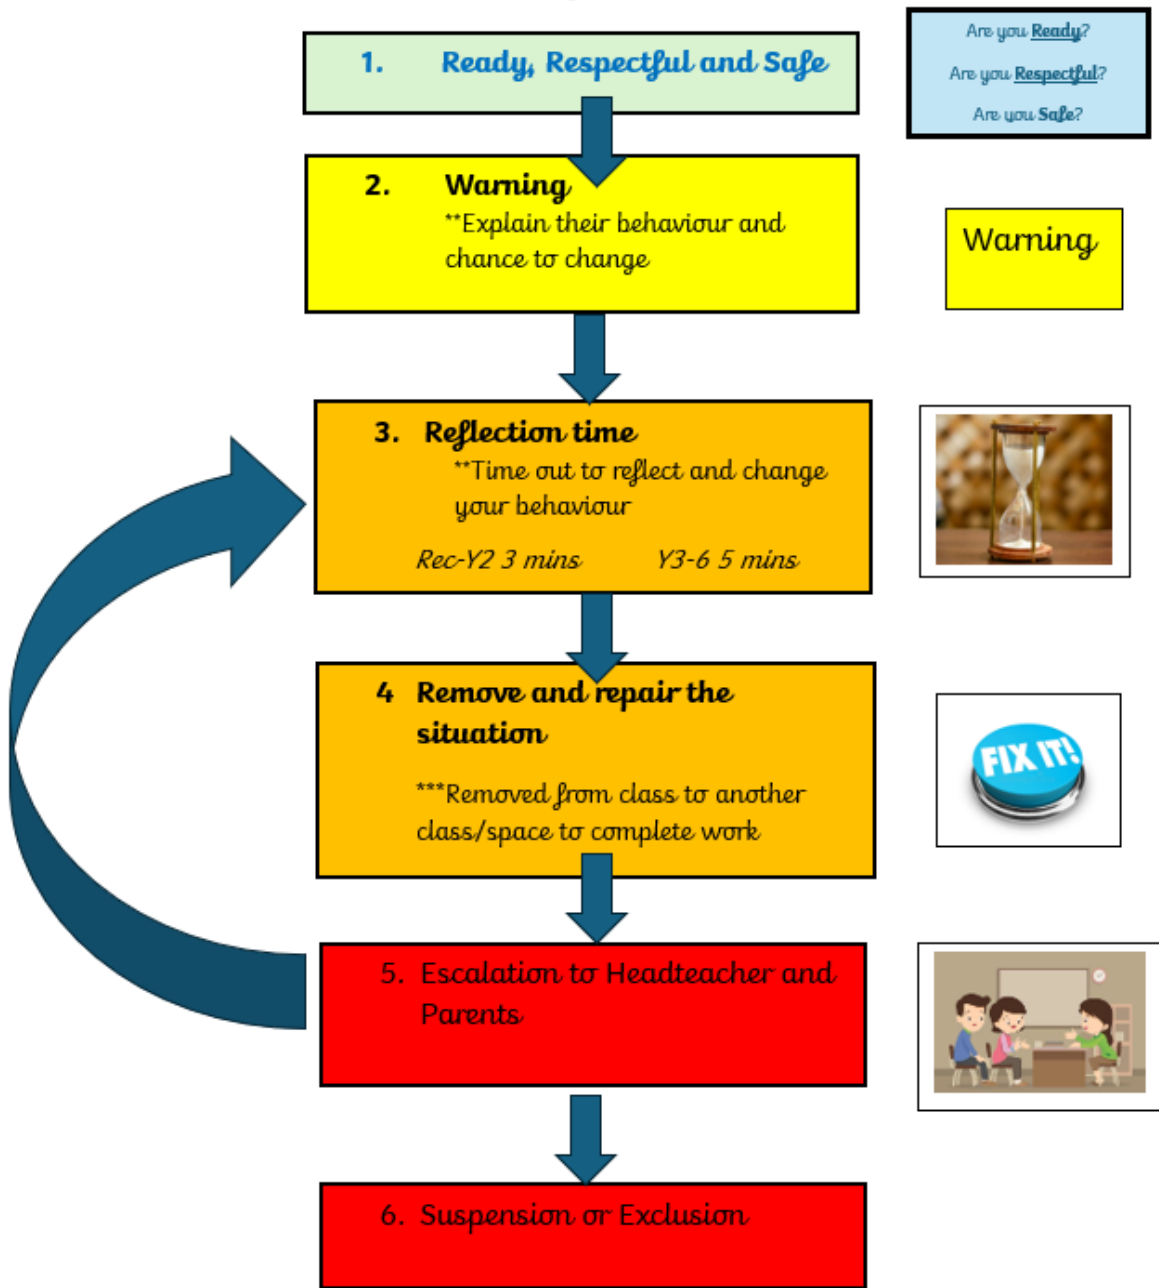 1. Ready, Respectful and Safe
Are you Ready?
Are you Respectful?
Are you Safe?
2. Warning
**Explain their behaviour and
chance to change
Warning
3. Reflection time
**Time out to reflect and change
your behaviour
Rec-Y2 3 mins Y3-6 5 mins
4 Remove and repair the
situation
***Removed from class to another
class/space to complete work
FIX IT!
5. Escalation to Headteacher and
Parents
6. Suspension or Exclusion